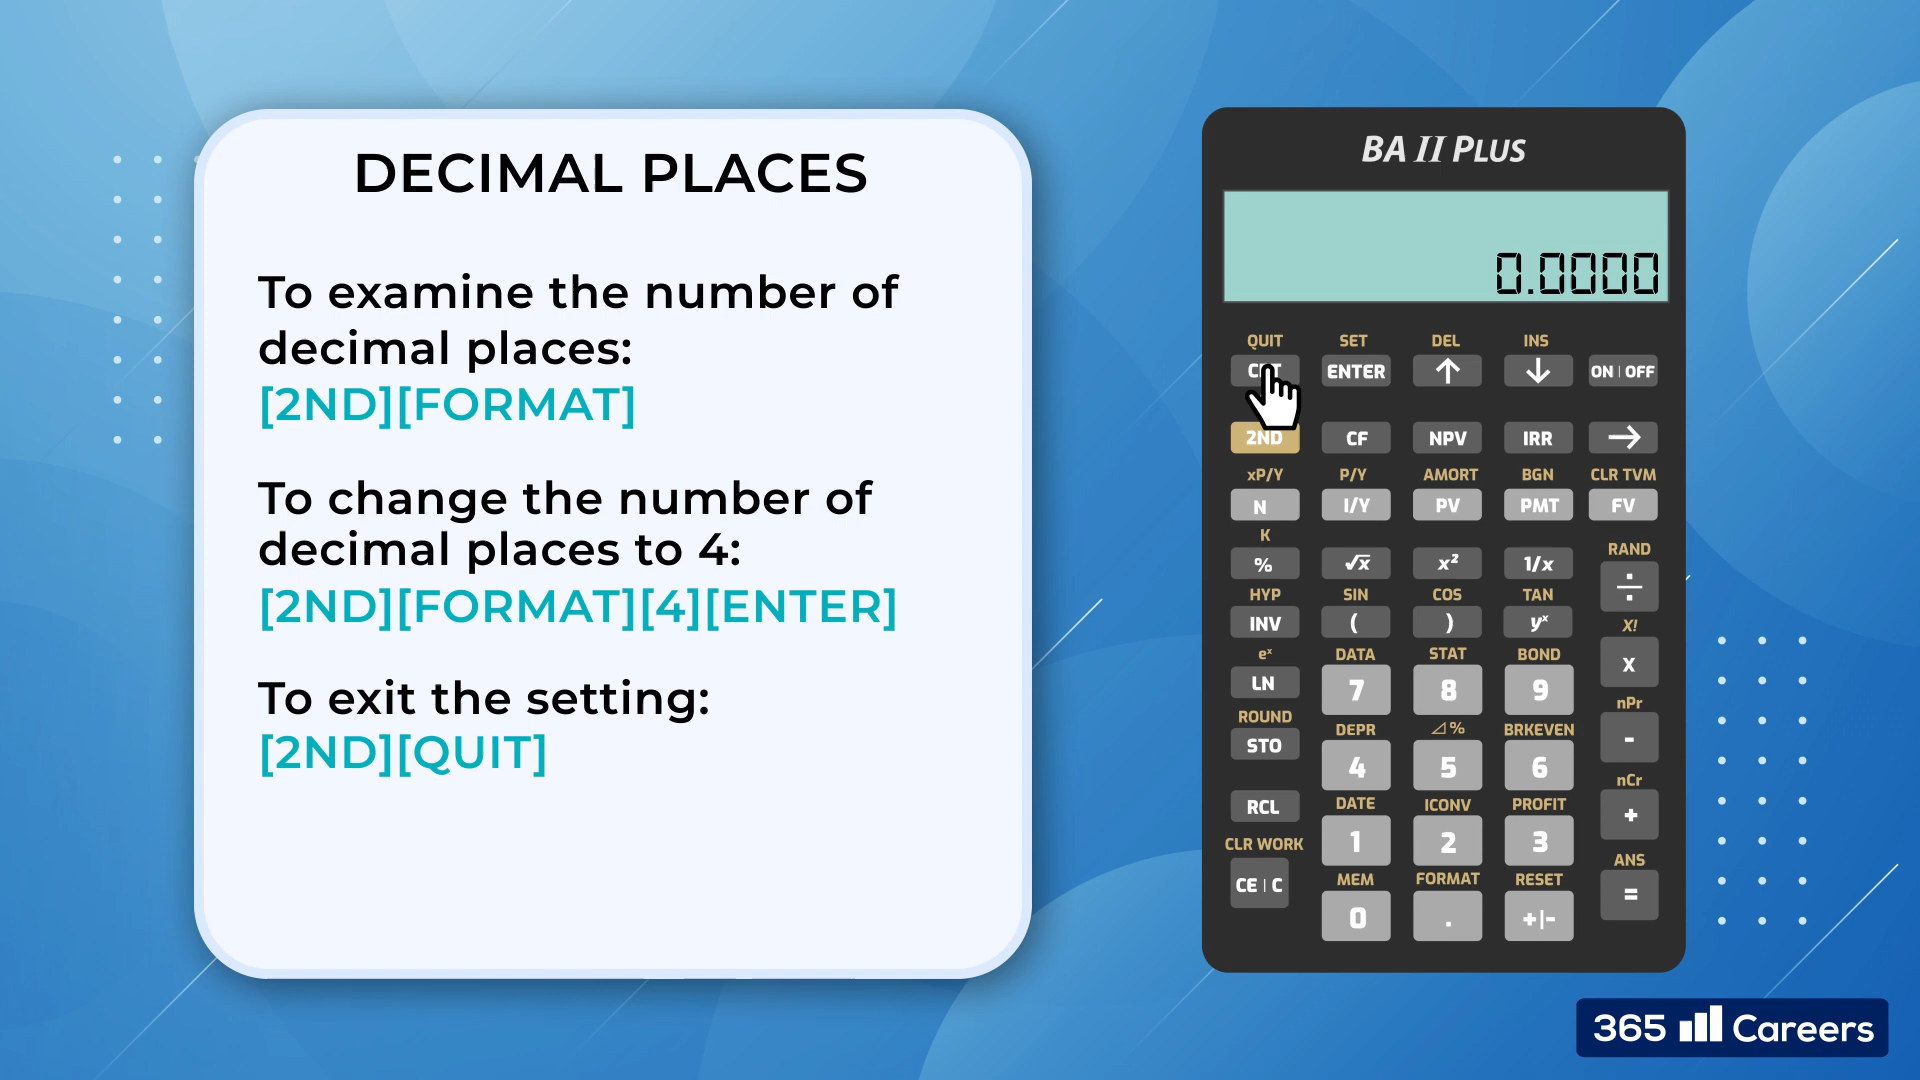 DECIMAL PLACES
To examine the number of
decimal places:
[2ND][FORMAT]
To change the number of
decimal places to 4:
[2ND][FORMAT][4][ENTER]
To exit the setting:
[2ND][QUIT]
BA II PLUS
0.0000
QUIT SET DEL INS
ENTER ↑ ↓ ON | OFF
2ND CF NPV IRR →
xP/Y P/Y AMORT BGN CLR TVM
N I/Y PV PMT FV
K RAND
% √x x² 1/x ÷
HYP SIN COS TAN X!
INV ( ) yˣ x
eˣ DATA STAT BOND
LN 7 8 9
ROUND DEPR ⊿% BRKEVEN nPr
STO 4 5 6 -
RCL DATE ICONV PROFIT nCr
1 2 3 +
CLR WORK MEM FORMAT RESET ANS
CE | C 0 . +|- =
365 Careers